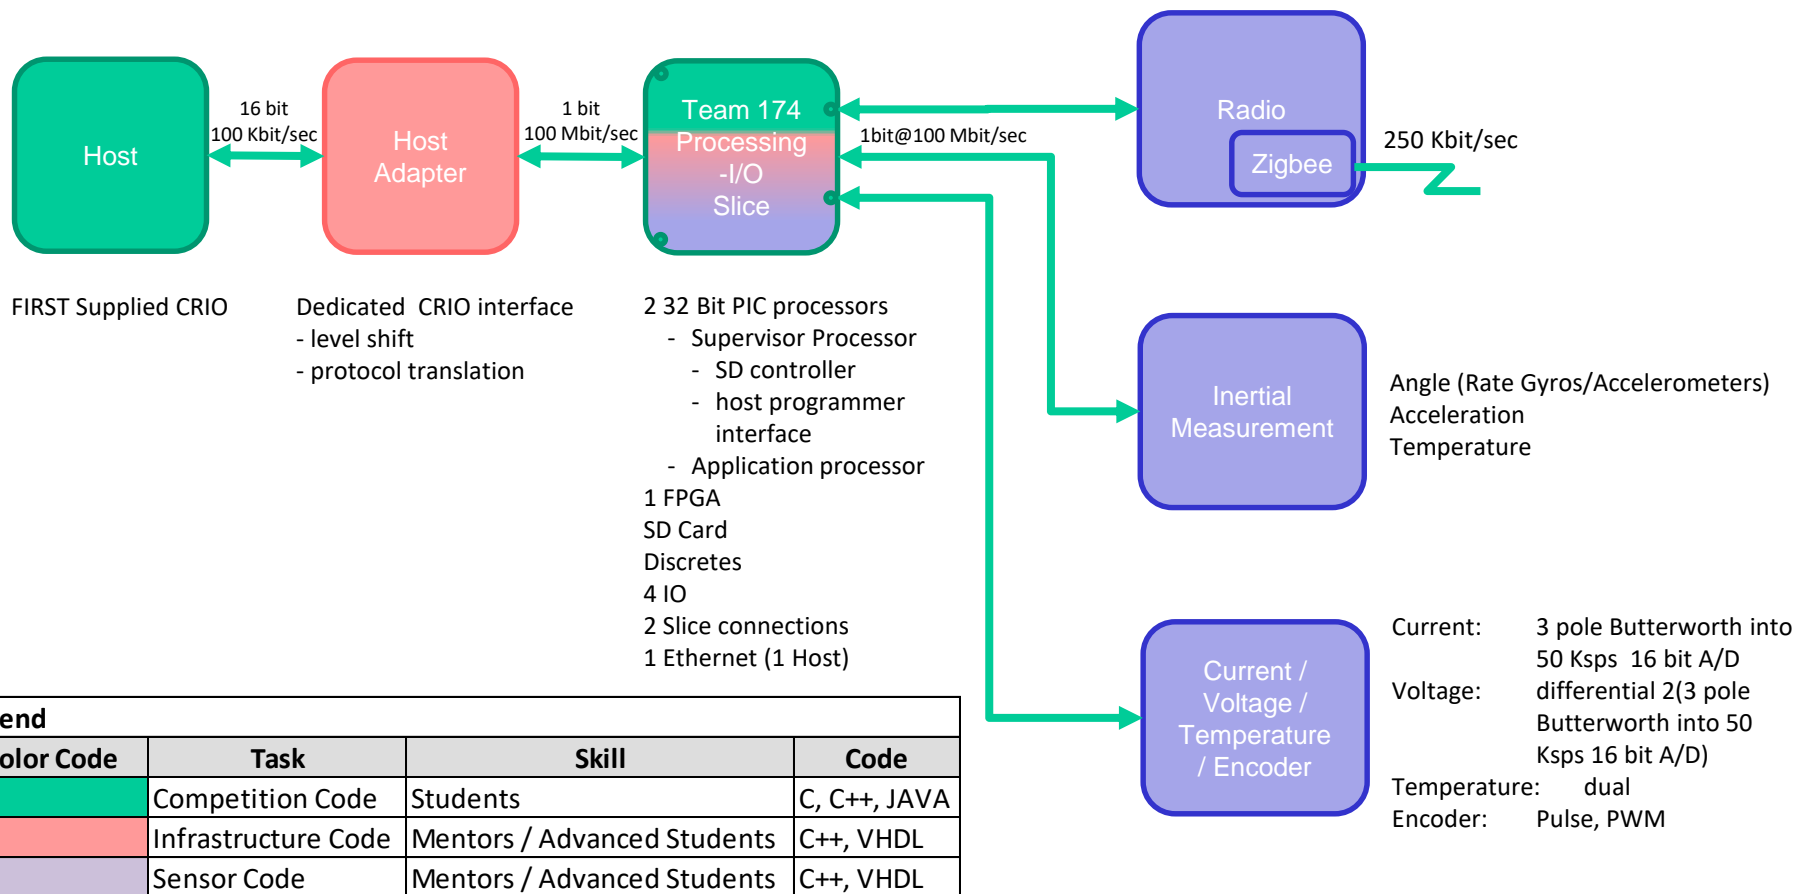 Host
16 bit
100 Kbit/sec
Host
Adapter
1 bit
100 Mbit/sec
Team 174
Processing
-I/O
Slice
1bit@100 Mbit/sec
Radio
Zigbee
250 Kbit/sec
FIRST Supplied CRIO
Dedicated CRIO interface
- level shift
- protocol translation
2 32 Bit PIC processors
- Supervisor Processor
- SD controller
- host programmer
interface
- Application processor
1 FPGA
SD Card
Discretes
4 IO
2 Slice connections
1 Ethernet (1 Host)
Inertial
Measurement
Angle (Rate Gyros/Accelerometers)
Acceleration
Temperature
Current /
Voltage /
Temperature
/ Encoder
Current: 3 pole Butterworth into
50 Ksps 16 bit A/D
Voltage: differential 2(3 pole
Butterworth into 50
Ksps 16 bit A/D)
Temperature: dual
Encoder: Pulse, PWM
end
olor Code Task Skill Code
Competition Code Students C, C++, JAVA
Infrastructure Code Mentors / Advanced Students C++, VHDL
Sensor Code Mentors / Advanced Students C++, VHDL